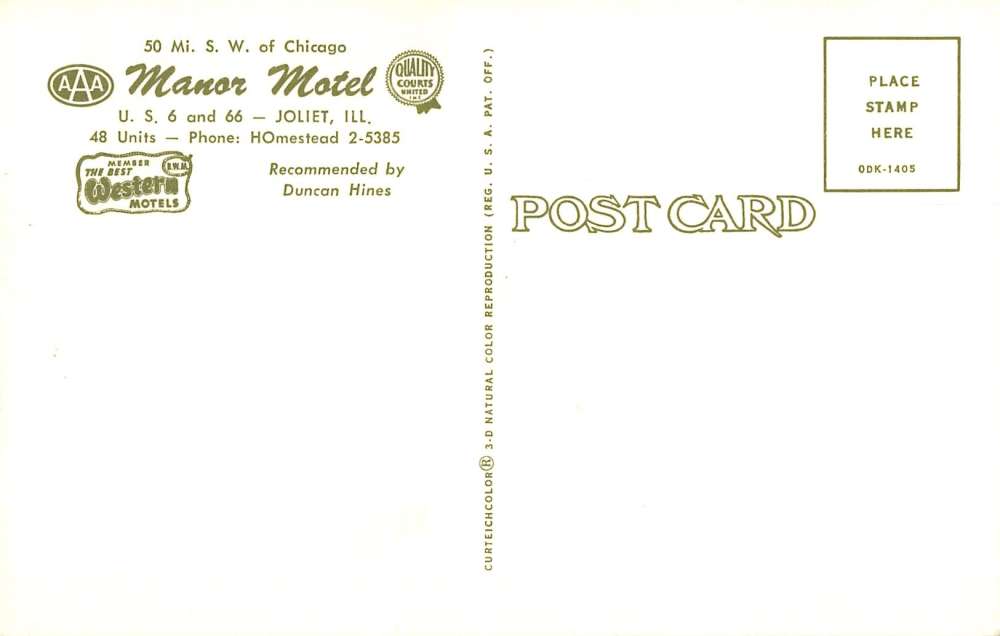 50 Mi. S. W. of Chicago
AAA
Manor Motel
QUALITY
COURTS
UNITED
INC
U. S. 6 and 66 — JOLIET, ILL.
48 Units — Phone: HOmestead 2-5385
MEMBER
THE BEST
B.W.M.
Western
MOTELS
Recommended by
Duncan Hines
CURTEICHCOLOR® 3-D NATURAL COLOR REPRODUCTION (REG. U. S. A. PAT. OFF.)
PLACE
STAMP
HERE
ODK-1405
POST CARD